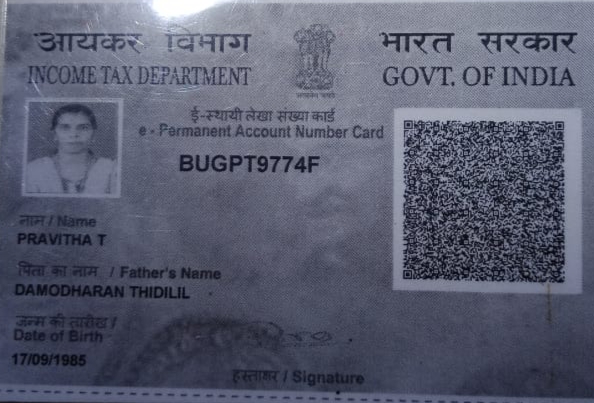 आयकर विभाग
INCOME TAX DEPARTMENT
सत्यमेव जयते
भारत सरकार
GOVT. OF INDIA
ई-स्थायी लेखा संख्या कार्ड
e - Permanent Account Number Card
BUGPT9774F
नाम / Name
PRAVITHA T
पिता का नाम / Father's Name
DAMODHARAN THIDILIL
जन्म की तारीख /
Date of Birth
17/09/1985
हस्ताक्षर / Signature